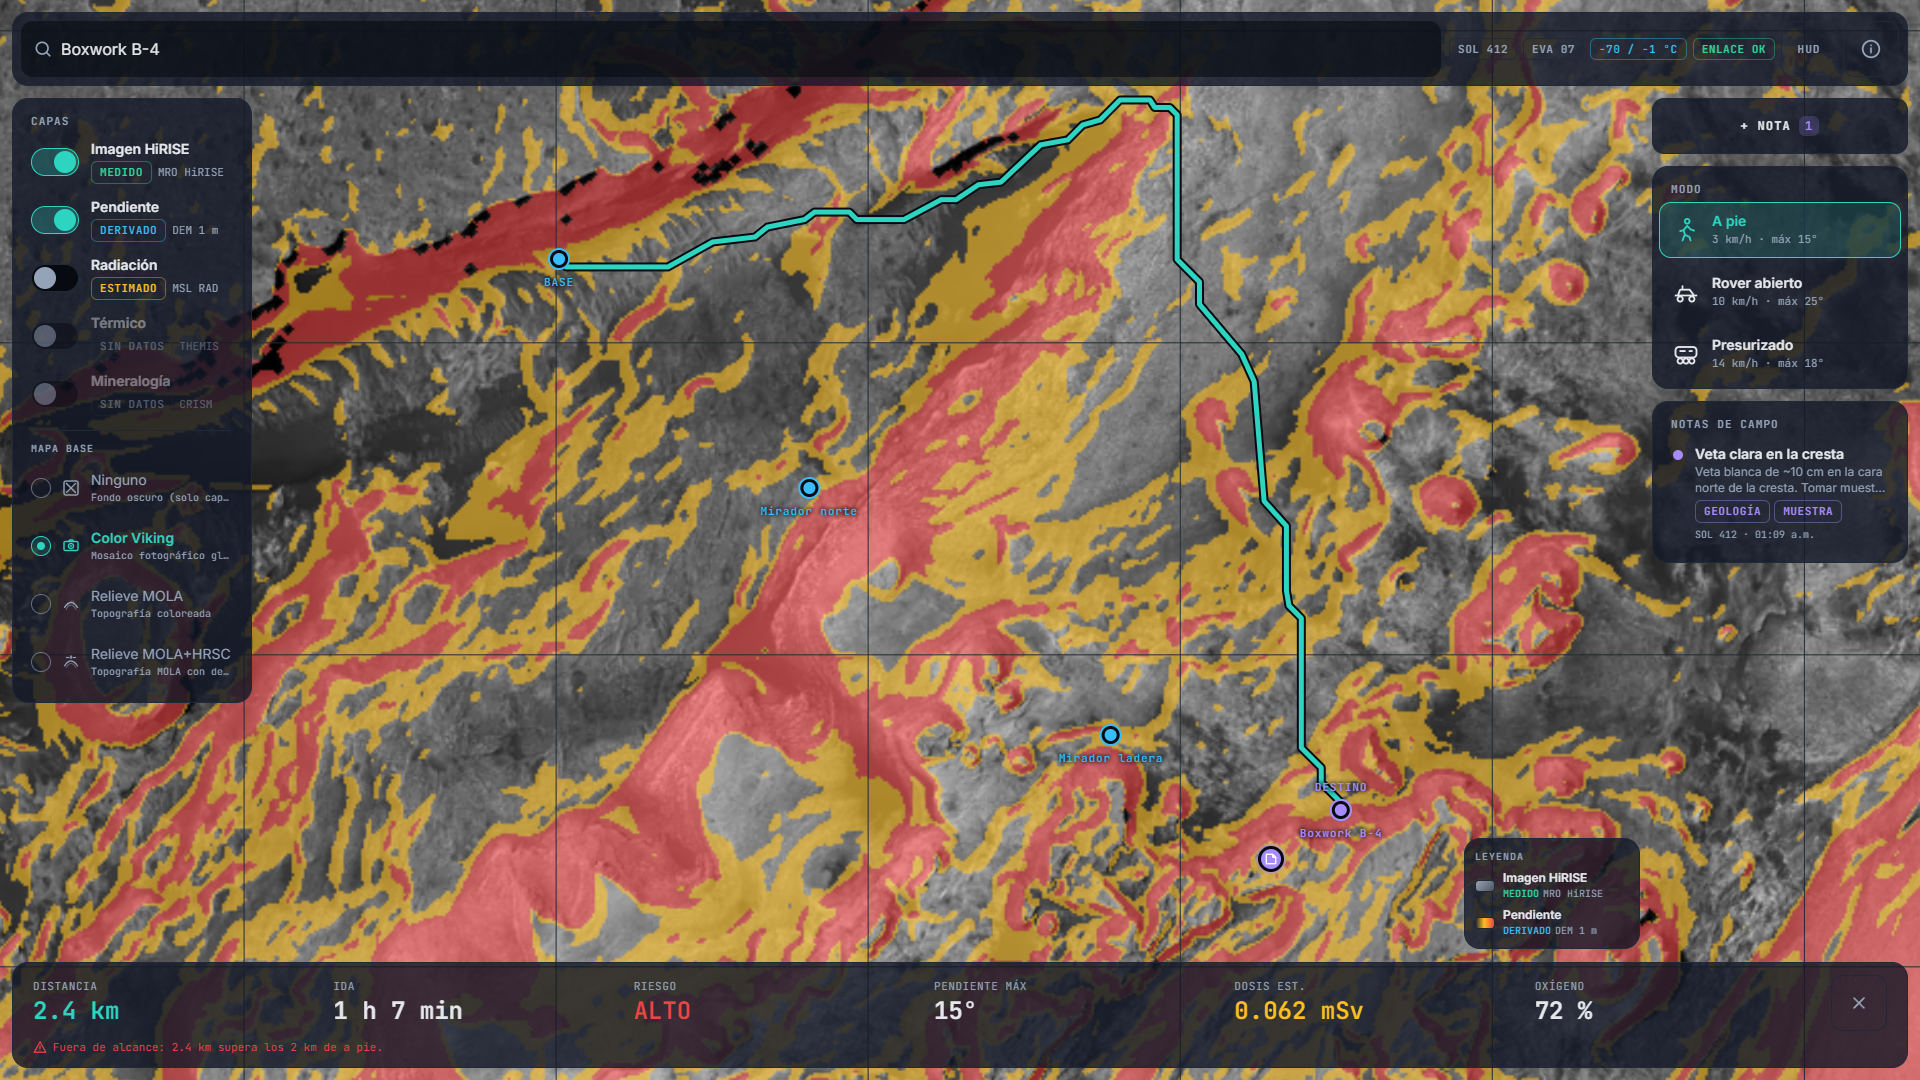 Boxwork B-4
SOL 412
EVA 07
-70 / -1 °C
ENLACE OK
HUD
CAPAS
Imagen HiRISE
MEDIDO MRO HiRISE
Pendiente
DERIVADO DEM 1 m
Radiación
ESTIMADO MSL RAD
Térmico
SIN DATOS THEMIS
Mineralogía
SIN DATOS CRISM
MAPA BASE
Ninguno
Fondo oscuro (solo cap…
Color Viking
Mosaico fotográfico gl…
Relieve MOLA
Topografía coloreada
Relieve MOLA+HRSC
Topografía MOLA con de…
BASE
Mirador norte
Mirador ladera
DESTINO
Boxwork B-4
+ NOTA 1
MODO
A pie
3 km/h · máx 15°
Rover abierto
10 km/h · máx 25°
Presurizado
14 km/h · máx 18°
NOTAS DE CAMPO
Veta clara en la cresta
Veta blanca de ~10 cm en la cara
norte de la cresta. Tomar muest…
GEOLOGÍA MUESTRA
SOL 412 · 01:09 a.m.
LEYENDA
Imagen HiRISE
MEDIDO MRO HiRISE
Pendiente
DERIVADO DEM 1 m
DISTANCIA
2.4 km
IDA
1 h 7 min
RIESGO
ALTO
PENDIENTE MÁX
15°
DOSIS EST.
0.062 mSv
OXÍGENO
72 %
Fuera de alcance: 2.4 km supera los 2 km de a pie.